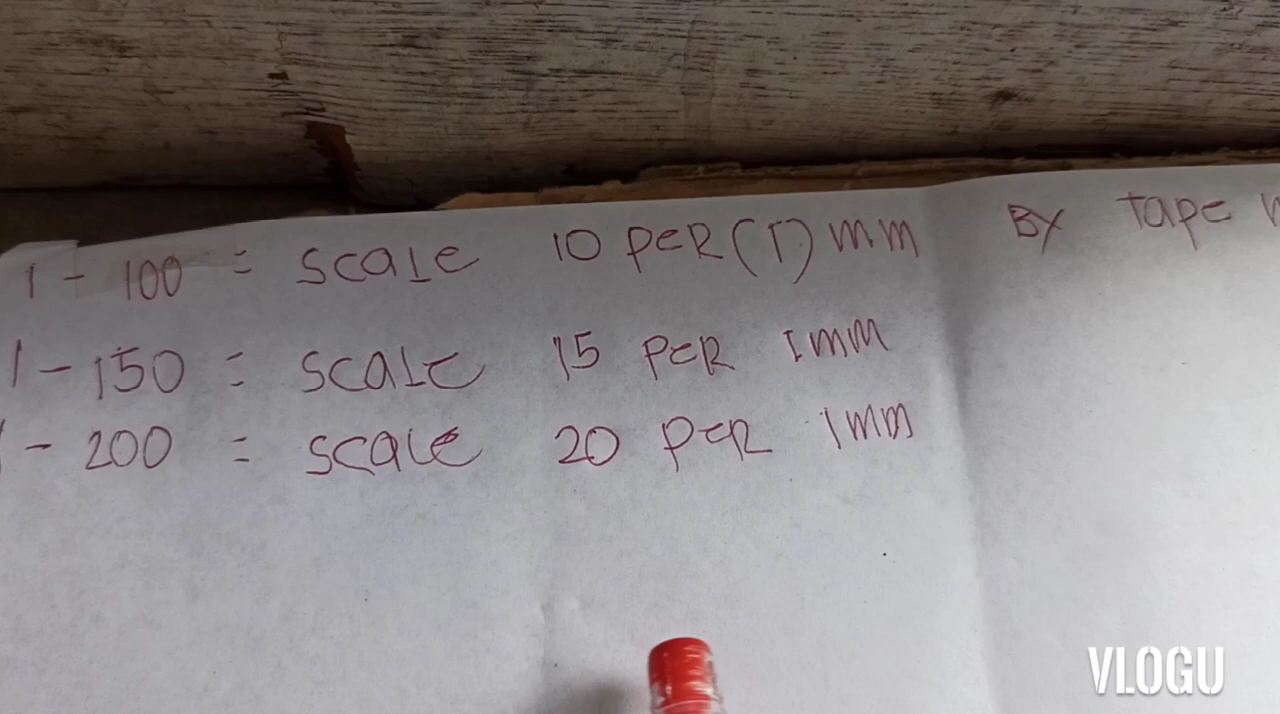 1 - 100 = scale 10 PER (1) mm BY tape
1 - 150 = scale 15 PER 1mm
1 - 200 = scale 20 PER 1mm
VLOGU